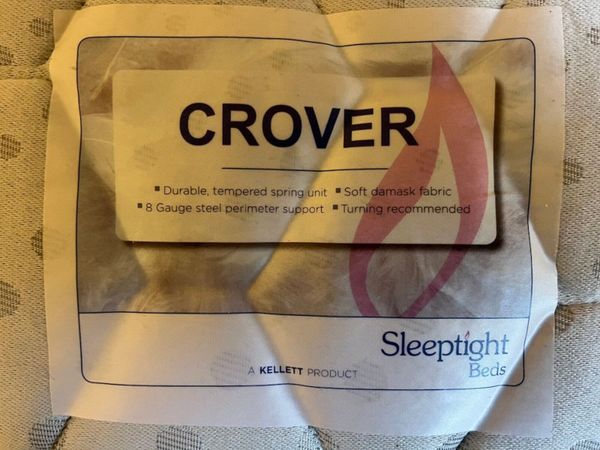 CROVER
▪ Durable, tempered spring unit ▪ Soft damask fabric
▪ 8 Gauge steel perimeter support ▪ Turning recommended
Sleeptight
Beds
A KELLETT PRODUCT